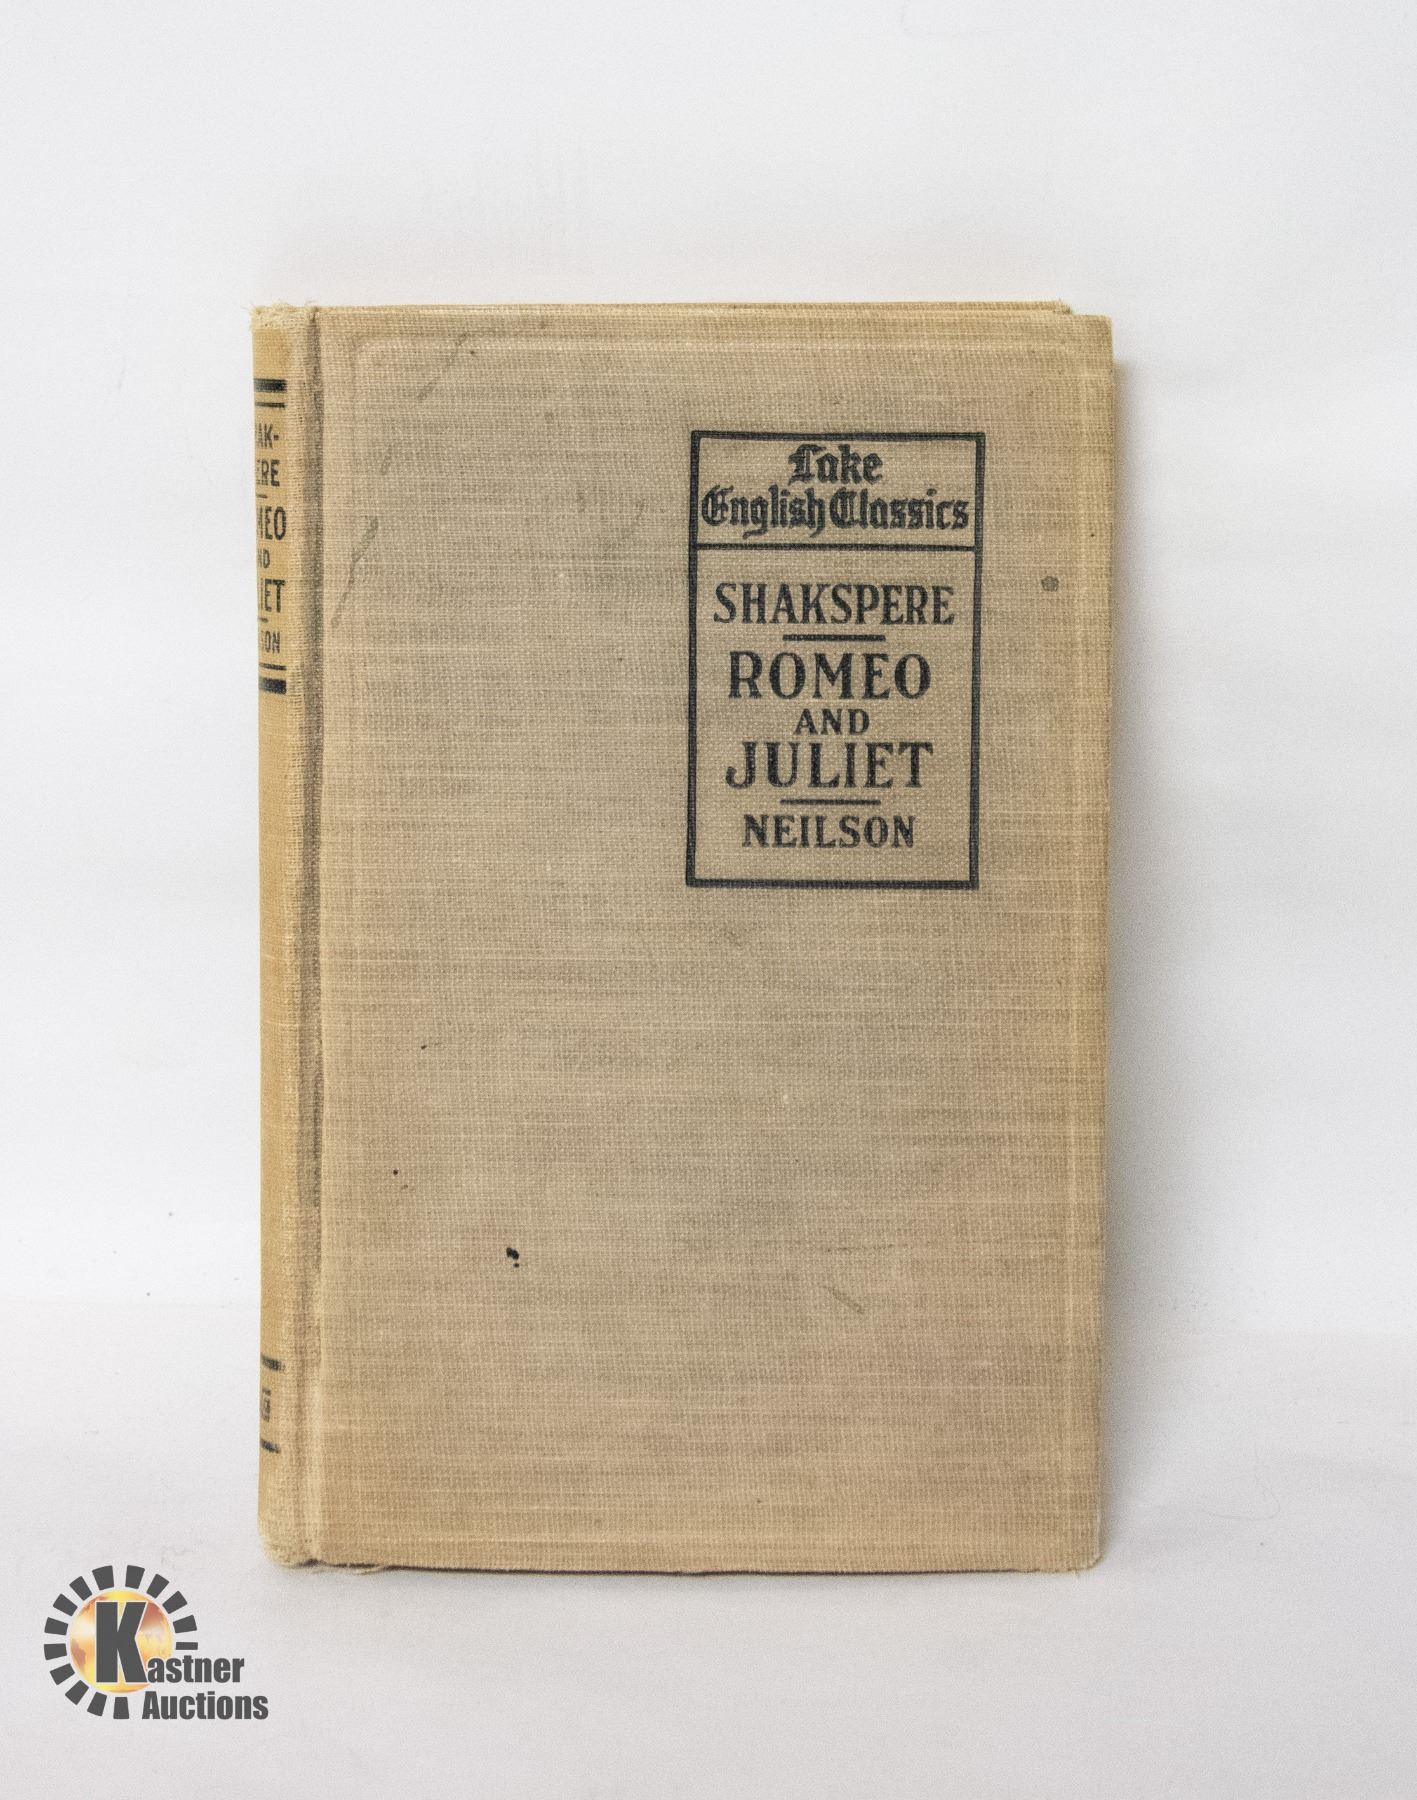 Lake
English Classics
SHAKSPERE
ROMEO
AND
JULIET
NEILSON
Kastner
Auctions